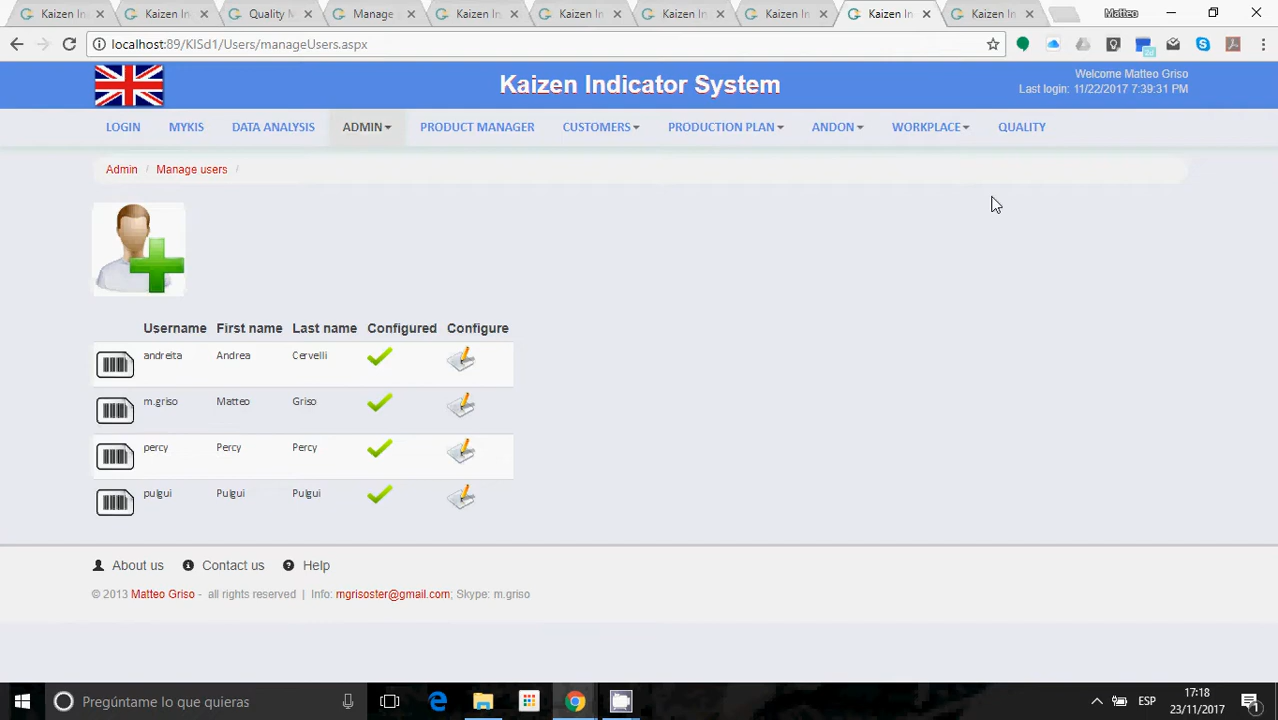 Kaizen In
Kaizen In
Quality M
Manage
Kaizen In
Kaizen In
Kaizen In
Kaizen In
Kaizen In
Kaizen In
Matteo
localhost:89/KISd1/Users/manageUsers.aspx
Kaizen Indicator System
Welcome Matteo Griso
Last login: 11/22/2017 7:39:31 PM
LOGIN MYKIS DATA ANALYSIS ADMIN PRODUCT MANAGER CUSTOMERS PRODUCTION PLAN ANDON WORKPLACE QUALITY
Admin / Manage users /
Username First name Last name Configured Configure
andreita Andrea Cervelli
m.griso Matteo Griso
percy Percy Percy
pulgui Pulgui Pulgui
About us Contact us Help
© 2013 Matteo Griso - all rights reserved | Info: mgrisoster@gmail.com; Skype: m.griso
Pregúntame lo que quieras
ESP
17:18
23/11/2017